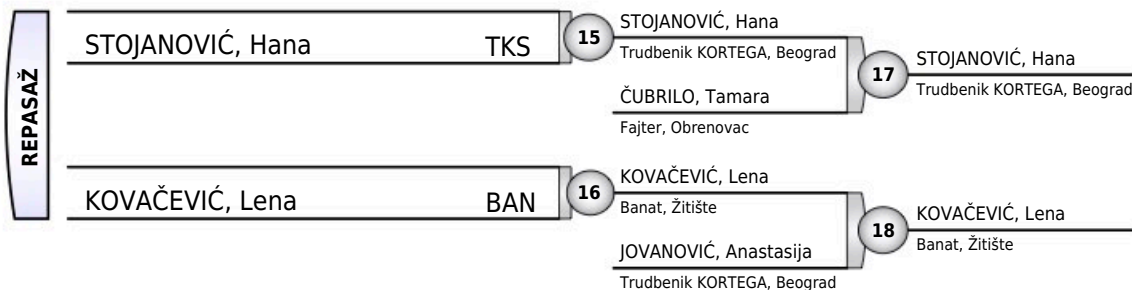 REPASAŽ
STOJANOVIĆ, Hana TKS
15
STOJANOVIĆ, Hana
Trudbenik KORTEGA, Beograd
ČUBRILO, Tamara
Fajter, Obrenovac
17
STOJANOVIĆ, Hana
Trudbenik KORTEGA, Beograd
KOVAČEVIĆ, Lena BAN
16
KOVAČEVIĆ, Lena
Banat, Žitište
JOVANOVIĆ, Anastasija
Trudbenik KORTEGA, Beograd
18
KOVAČEVIĆ, Lena
Banat, Žitište